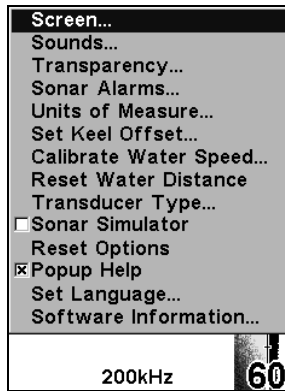 Screen...
Sounds...
Transparency...
Sonar Alarms...
Units of Measure...
Set Keel Offset...
Calibrate Water Speed...
Reset Water Distance
Transducer Type...
Sonar Simulator
Reset Options
Popup Help
Set Language...
Software Information...
200kHz
60